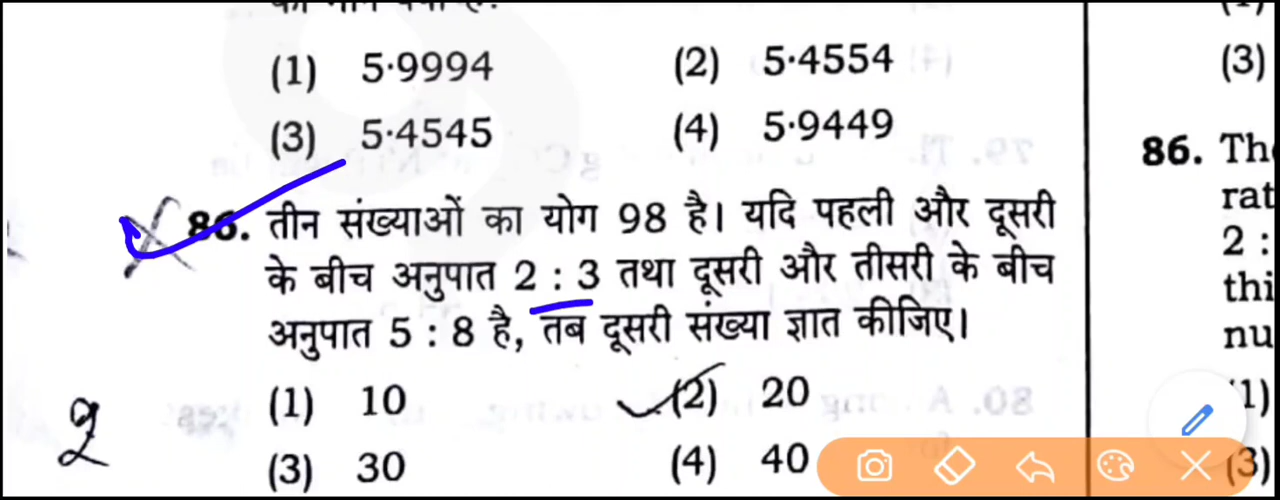 (1) 5·9994 (2) 5·4554
(3) 5·4545 (4) 5·9449
86. तीन संख्याओं का योग 98 है। यदि पहली और दूसरी
के बीच अनुपात 2 : 3 तथा दूसरी और तीसरी के बीच
अनुपात 5 : 8 है, तब दूसरी संख्या ज्ञात कीजिए।
(1) 10 (2) 20
(3) 30 (4) 40
2
(3)
86. The
rat
2 :
thi
nu
1)
(3)